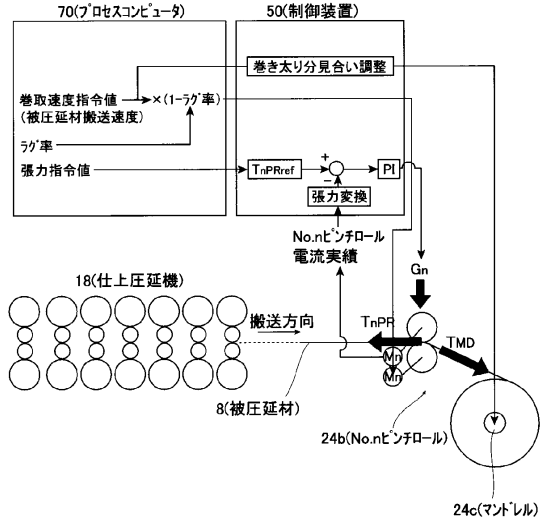 70(プロセスコンピュータ)
50(制御装置)
巻き太り分見合い調整
巻取速度指令値
×(1-ラグ率)
(被圧延材搬送速度)
ラグ率
張力指令値
TnPRref
+
−
PI
張力変換
No.nピンチロール
電流実績
Gn
18(仕上圧延機)
搬送方向
TnPR
TMD
Mn
Mn
8(被圧延材)
24b(No.nピンチロール)
24c(マンドレル)